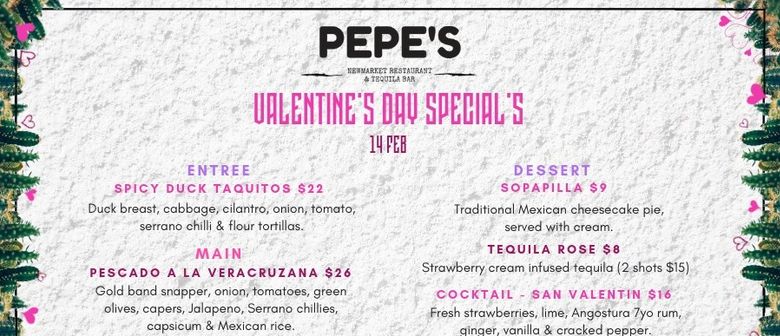 PEPE'S
NEWMARKET RESTAURANT
& TEQUILA BAR
VALENTINE'S DAY SPECIAL'S
14 FEB
ENTREE
SPICY DUCK TAQUITOS $22
Duck breast, cabbage, cilantro, onion, tomato,
serrano chilli & flour tortillas.
MAIN
PESCADO A LA VERACRUZANA $26
Gold band snapper, onion, tomatoes, green
olives, capers, Jalapeno, Serrano chillies,
capsicum & Mexican rice.
DESSERT
SOPAPILLA $9
Traditional Mexican cheesecake pie,
served with cream.
TEQUILA ROSE $8
Strawberry cream infused tequila (2 shots $15)
COCKTAIL - SAN VALENTIN $16
Fresh strawberries, lime, Angostura 7yo rum,
ginger, vanilla & cracked pepper.